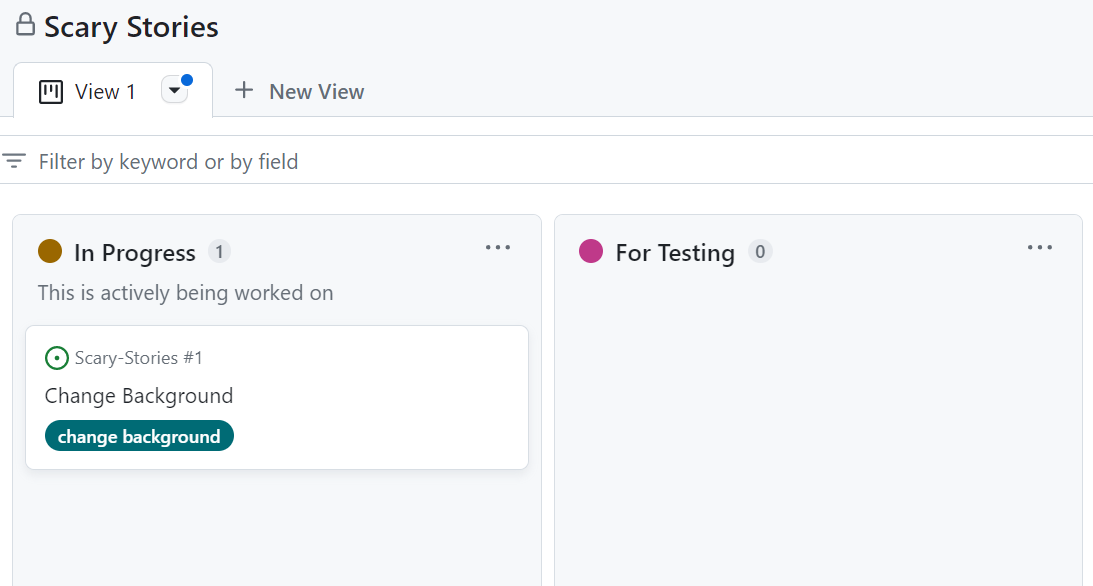 Scary Stories
View 1
New View
Filter by keyword or by field
In Progress 1
This is actively being worked on
Scary-Stories #1
Change Background
change background
For Testing 0